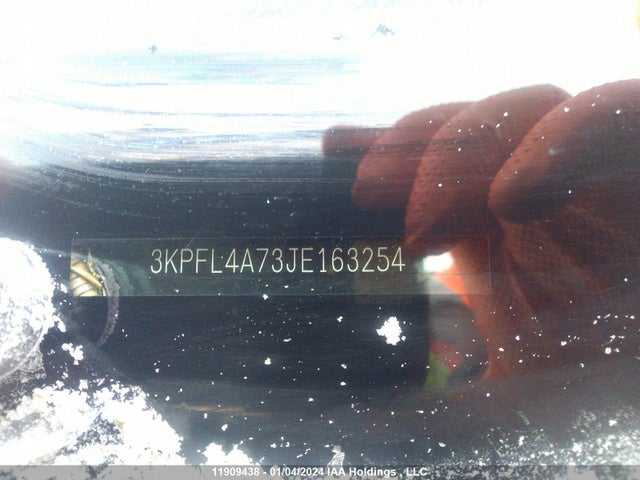 3KPFL4A73JE163254
11909438 - 01/04/2024 IAA Holdings , LLC